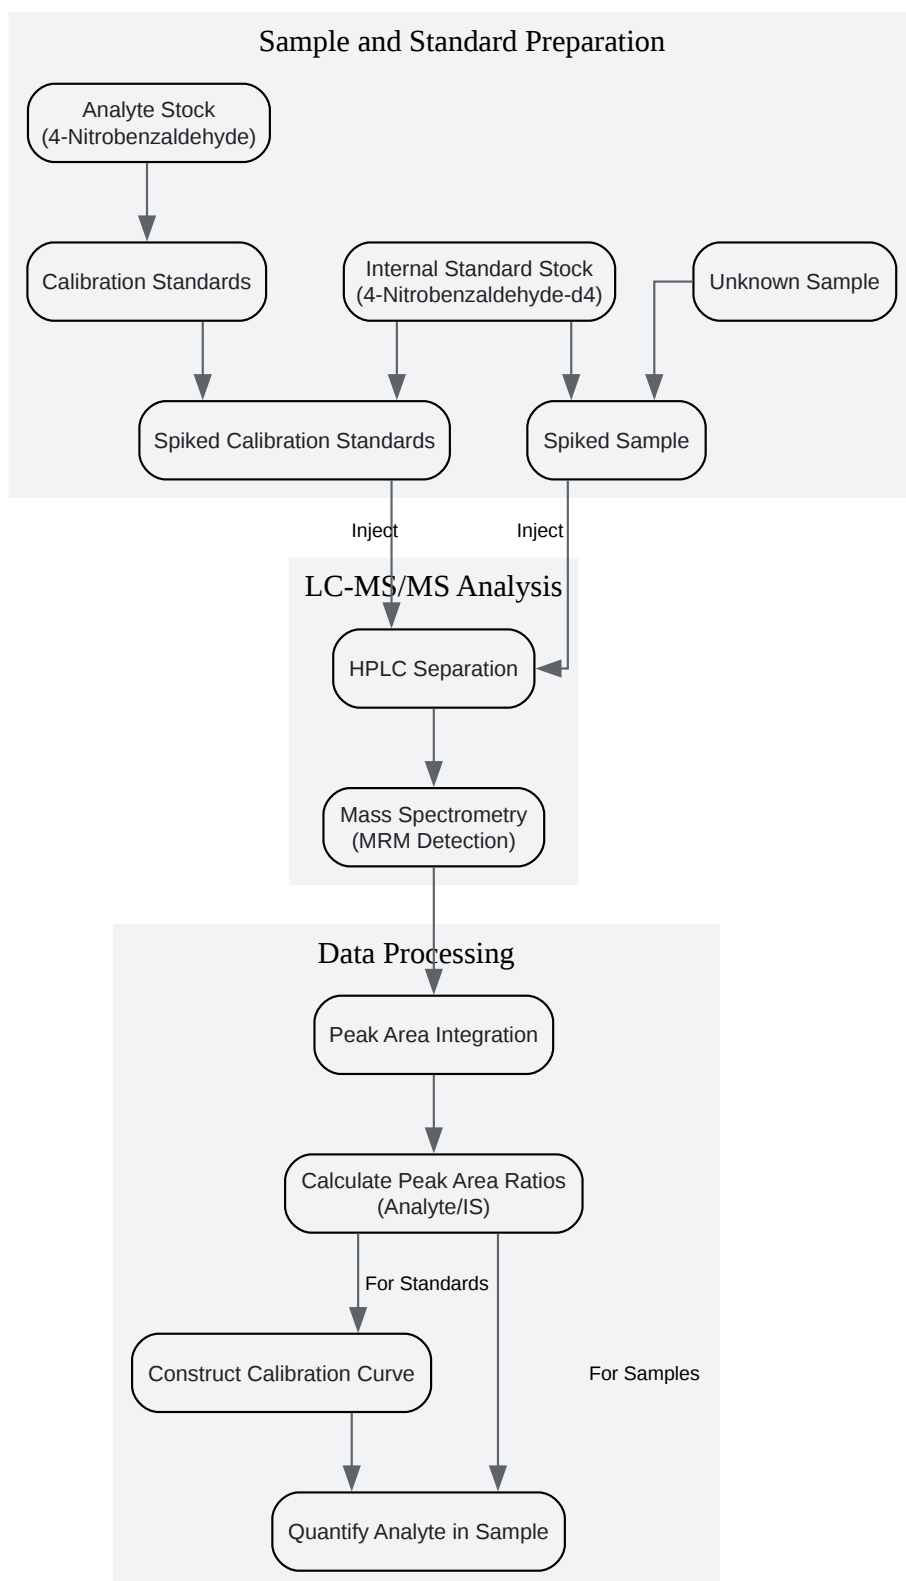 Sample and Standard Preparation
Analyte Stock
(4-Nitrobenzaldehyde)
Calibration Standards
Internal Standard Stock
(4-Nitrobenzaldehyde-d4)
Unknown Sample
Spiked Calibration Standards
Spiked Sample
Inject
Inject
LC-MS/MS Analysis
HPLC Separation
Mass Spectrometry
(MRM Detection)
Data Processing
Peak Area Integration
Calculate Peak Area Ratios
(Analyte/IS)
For Standards
Construct Calibration Curve
For Samples
Quantify Analyte in Sample